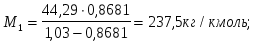 M₁ = (44,29 · 0,8681) / (1,03 − 0,8681) = 237,5кг / кмоль;